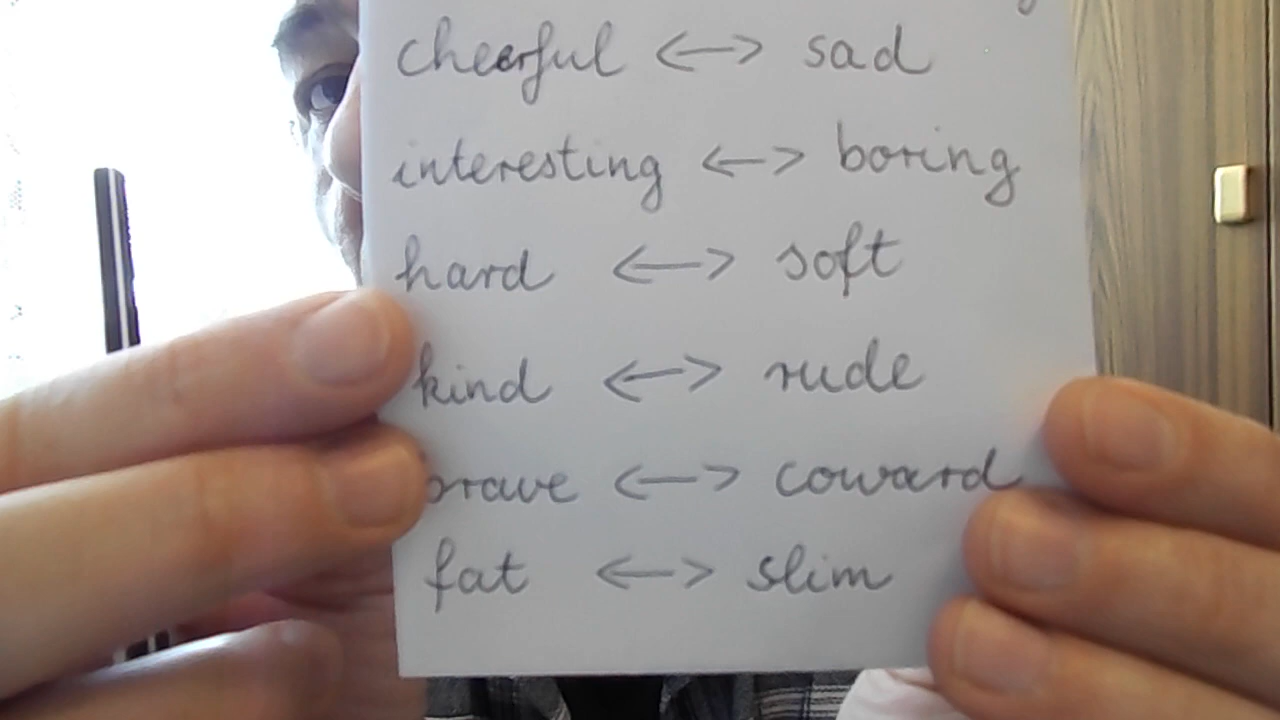 cheerful <-> sad
interesting <-> boring
hard <-> soft
kind <-> rude
brave <-> coward
fat <-> slim